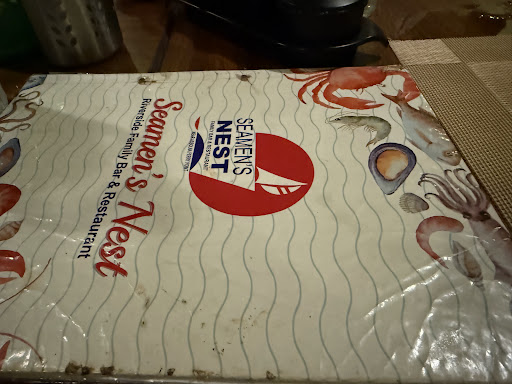 SEAMEN'S
NEST
Seamen's Nest
Riverside Family Bar & Restaurant